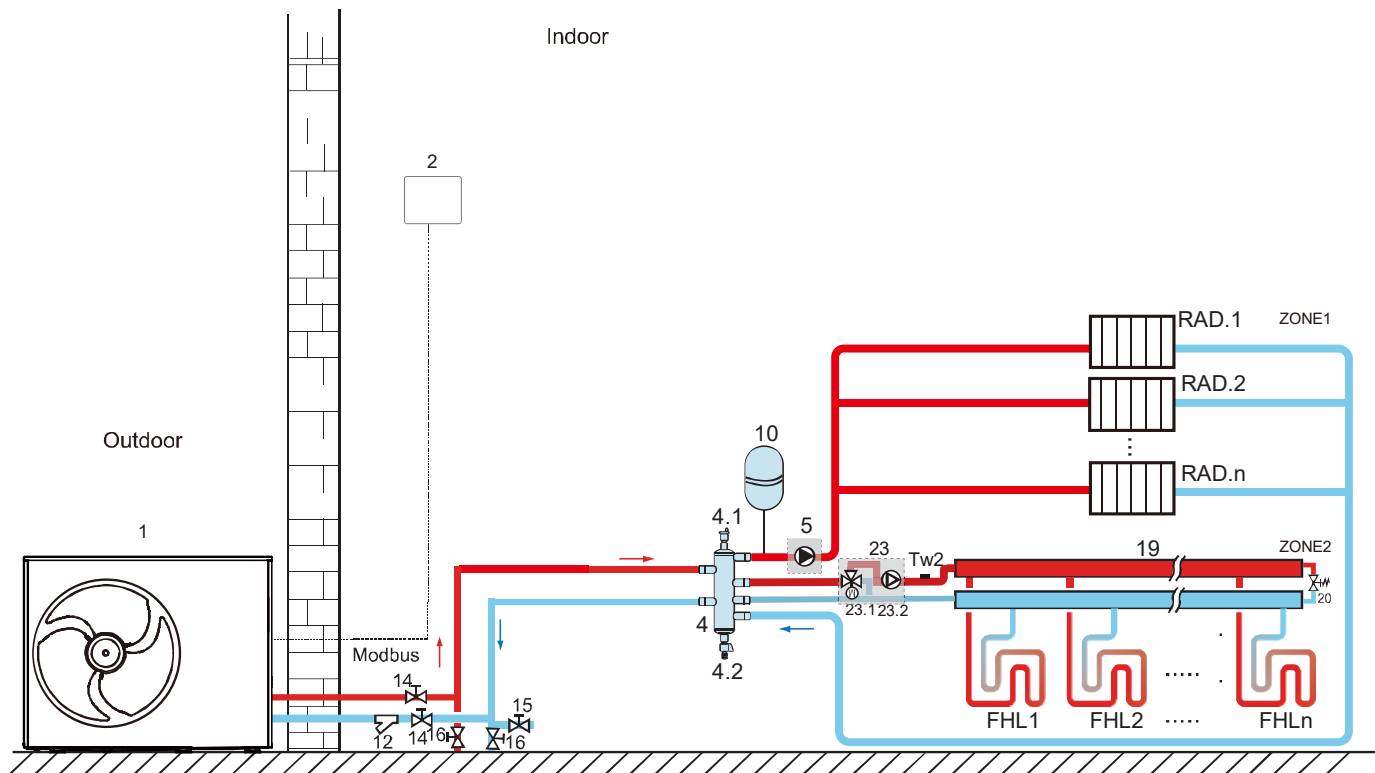 Indoor
2
RAD.1
ZONE1
RAD.2
RAD.n
Outdoor
10
4.1
5
1
23
Tw2
19
ZONE2
20
23.1
23.2
4
4.2
Modbus
14
15
12
14
16
16
FHL1
FHL2
FHLn
M